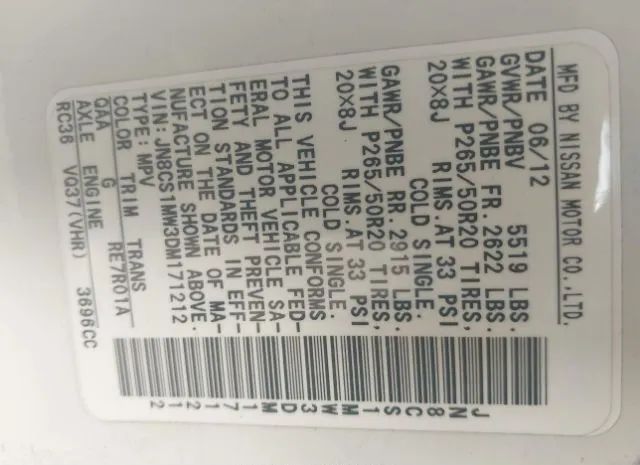 MFD BY NISSAN MOTOR CO.,LTD.
DATE 06/12
GVWR/PNBV 5519 LBS.
GAWR/PNBE FR. 2622 LBS.
WITH P265/50R20 TIRES,
20X8J RIMS.AT 33 PSI
COLD SINGLE.
GAWR/PNBE RR. 2915 LBS.
WITH P265/50R20 TIRES,
20X8J RIMS.AT 33 PSI
COLD SINGLE.
THIS VEHICLE CONFORMS
TO ALL APPLICABLE FED-
ERAL MOTOR VEHICLE SA-
FETY AND THEFT PREVEN-
TION STANDARDS IN EFF-
ECT ON THE DATE OF MA-
NUFACTURE SHOWN ABOVE.
VIN:JN8CS1MW3DM171212
TYPE:MPV
COLOR TRIM TRANS
QAA G RE7R01A
AXLE ENGINE
RC36 VQ37(VHR) 3696CC
JN8CS1MW3DM171212